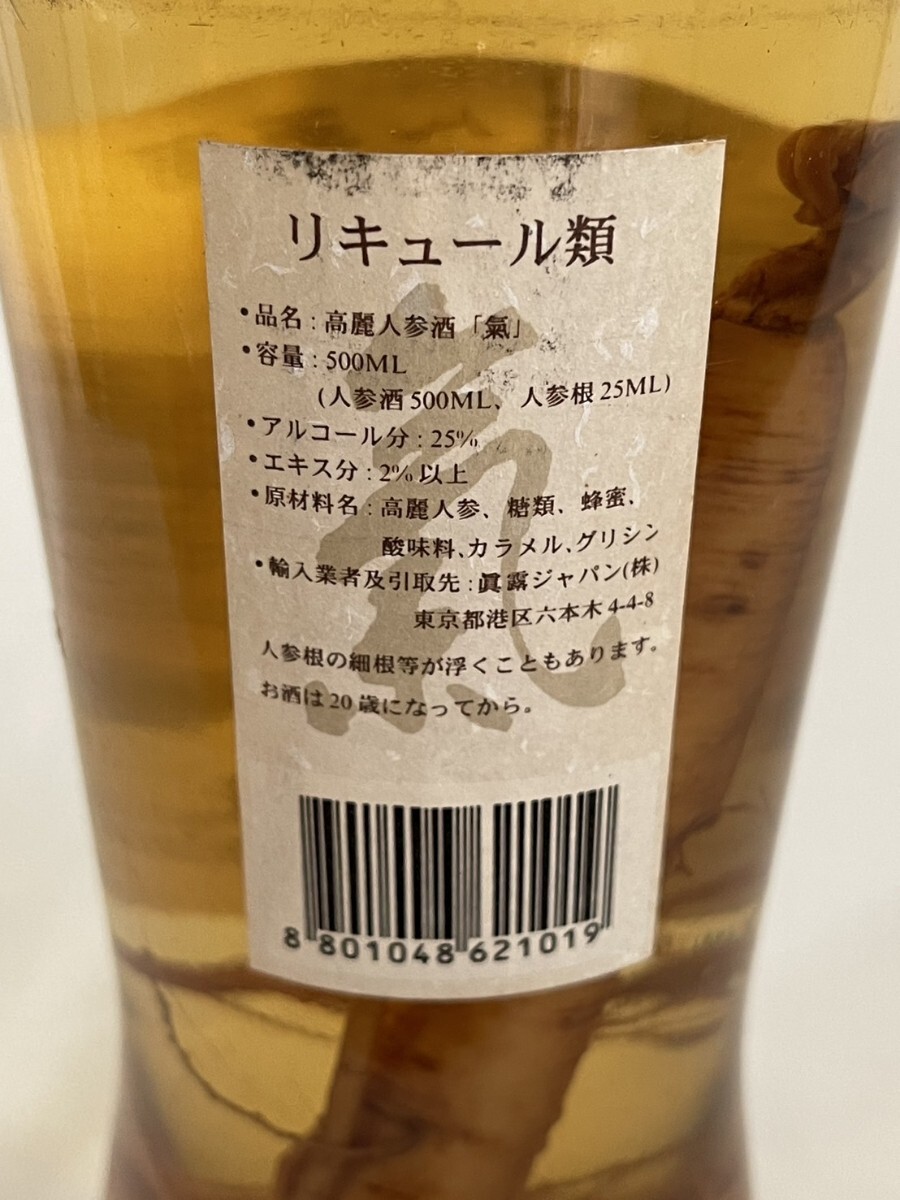 リキュール類
・品名：高麗人参酒「氣」
・容量：500ML
(人参酒500ML、人参根25ML)
・アルコール分：25%
・エキス分：2%以上
・原材料名：高麗人参、糖類、蜂蜜、
酸味料、カラメル、グリシン
・輸入業者及引取先：眞露ジャパン(株)
東京都港区六本木4-4-8
人参根の細根等が浮くこともあります。
お酒は20歳になってから。
氣
8 801048 621019